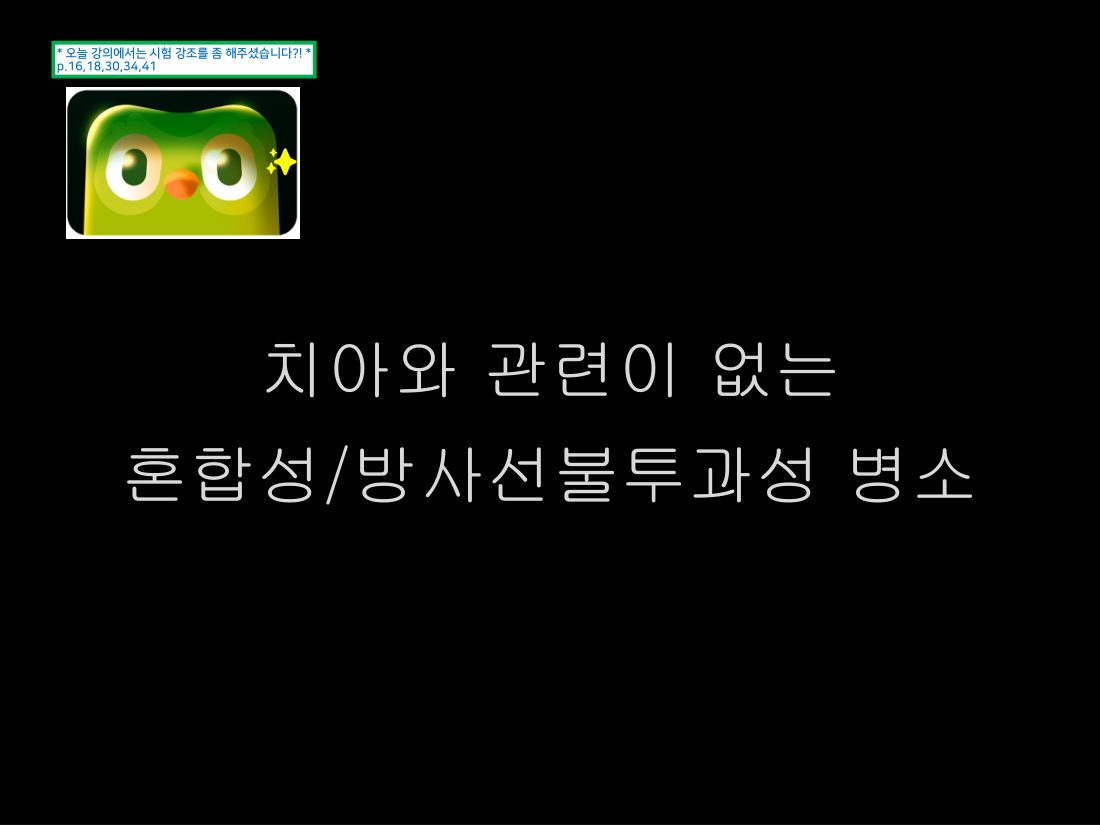 * 오늘 강의에서는 시험 강조를 좀 해주셨습니다?! *
p.16,18,30,34,41
치아와 관련이 없는
혼합성/방사선불투과성 병소